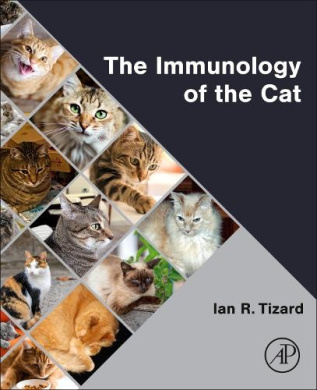 The Immunology
of the Cat
Ian R. Tizard
AP